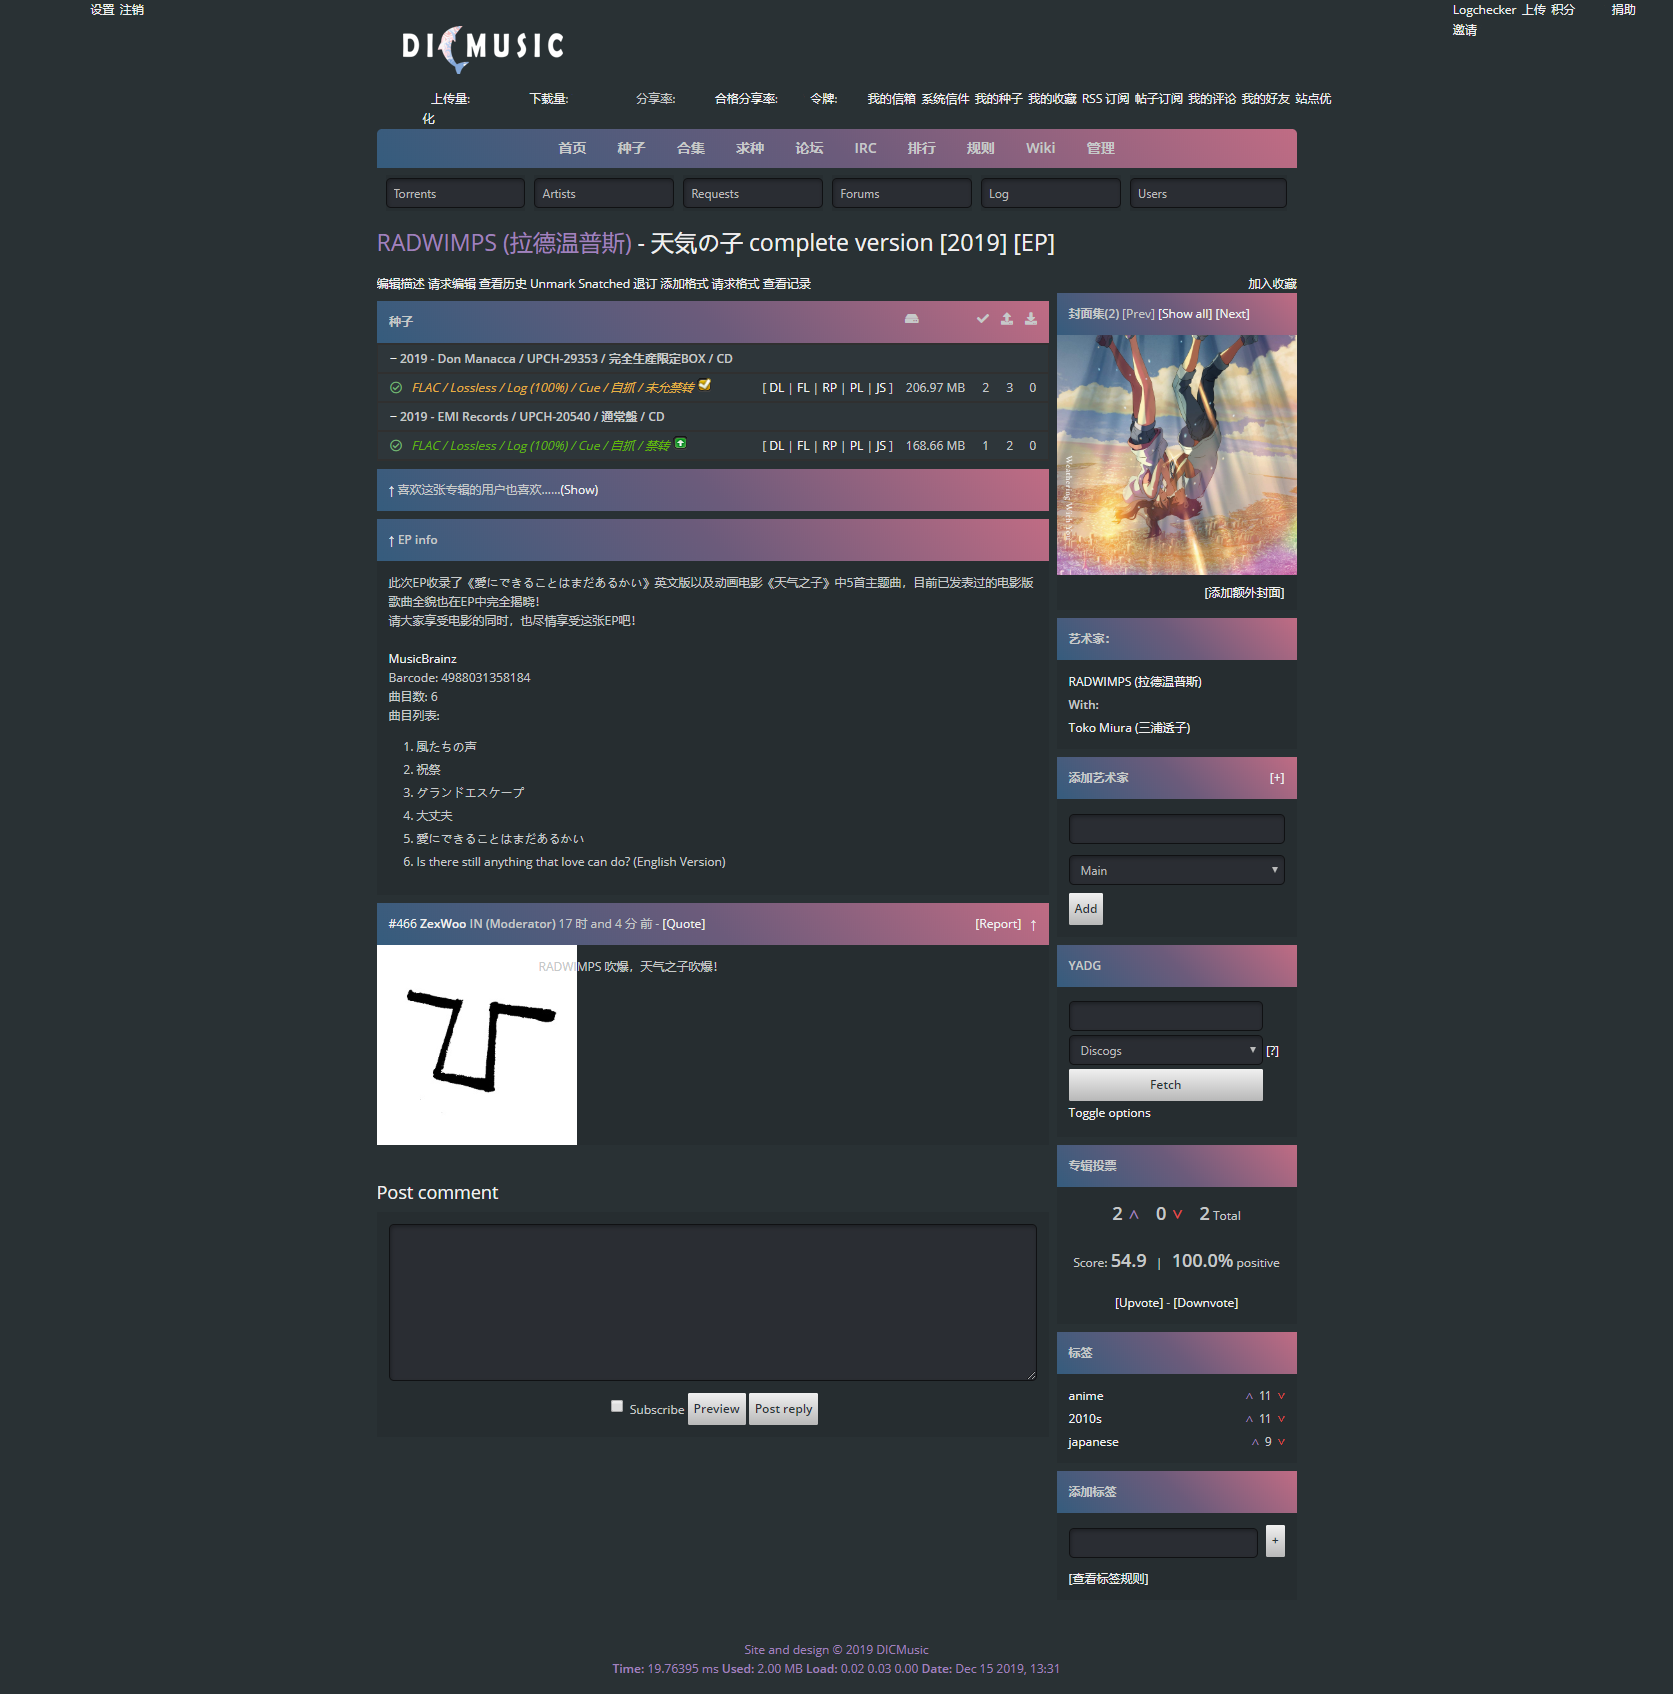 设置 注销
Logchecker 上传 积分 捐助
邀请
DICMUSIC
上传量: 下载量: 分享率: 合格分享率: 令牌: 我的信箱 系统信件 我的种子 我的收藏 RSS 订阅 帖子订阅 我的评论 我的好友 站点优
化
首页 种子 合集 求种 论坛 IRC 排行 规则 Wiki 管理
Torrents Artists Requests Forums Log Users
RADWIMPS (拉德温普斯) - 天気の子 complete version [2019] [EP]
编辑描述 请求编辑 查看历史 Unmark Snatched 退订 添加格式 请求格式 查看记录
加入收藏
种子
− 2019 - Don Manacca / UPCH-29353 / 完全生産限定BOX / CD
FLAC / Lossless / Log (100%) / Cue / 自抓 / 未允禁转 [ DL | FL | RP | PL | JS ] 206.97 MB 2 3 0
− 2019 - EMI Records / UPCH-20540 / 通常盤 / CD
FLAC / Lossless / Log (100%) / Cue / 自抓 / 禁转 [ DL | FL | RP | PL | JS ] 168.66 MB 1 2 0
↑ 喜欢这张专辑的用户也喜欢……(Show)
↑ EP info
此次EP收录了《愛にできることはまだあるかい》英文版以及动画电影《天气之子》中5首主题曲，目前已发表过的电影版
歌曲全貌也在EP中完全揭晓！
请大家享受电影的同时，也尽情享受这张EP吧！
MusicBrainz
Barcode: 4988031358184
曲目数: 6
曲目列表:
1. 風たちの声
2. 祝祭
3. グランドエスケープ
4. 大丈夫
5. 愛にできることはまだあるかい
6. Is there still anything that love can do? (English Version)
#466 ZexWoo IN (Moderator) 17 时 and 4 分 前 - [Quote] [Report] ↑
RADWIMPS 吹爆，天气之子吹爆！
Post comment
Subscribe Preview Post reply
封面集(2) [Prev] [Show all] [Next]
Weathering With You
[添加额外封面]
艺术家：
RADWIMPS (拉德温普斯)
With:
Toko Miura (三浦透子)
添加艺术家 [+]
Main
Add
YADG
Discogs [?]
Fetch
Toggle options
专辑投票
2 ˄ 0 ˅ 2 Total
Score: 54.9 | 100.0% positive
[Upvote] - [Downvote]
标签
anime ˄ 11 ˅
2010s ˄ 11 ˅
japanese ˄ 9 ˅
添加标签
+
[查看标签规则]
Site and design © 2019 DICMusic
Time: 19.76395 ms Used: 2.00 MB Load: 0.02 0.03 0.00 Date: Dec 15 2019, 13:31